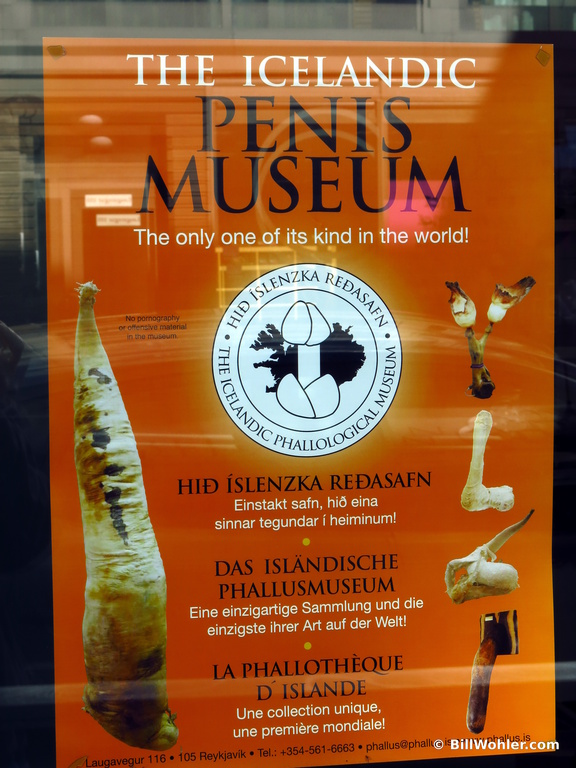 THE ICELANDIC
PENIS
MUSEUM
The only one of its kind in the world!
No pornography
or offensive material
in the museum.
• HIÐ ÍSLENZKA REÐASAFN •
THE ICELANDIC PHALLOLOGICAL MUSEUM
HIÐ ÍSLENZKA REÐASAFN
Einstakt safn, hið eina
sinnar tegundar í heiminum!
DAS ISLÄNDISCHE
PHALLUSMUSEUM
Eine einzigartige Sammlung und die
einzigste ihrer Art auf der Welt!
LA PHALLOTHÈQUE
D´ISLANDE
Une collection unique,
une première mondiale!
Laugavegur 116 • 105 Reykjavik • Tel.: +354-561-6663 •
© BillWohler.com